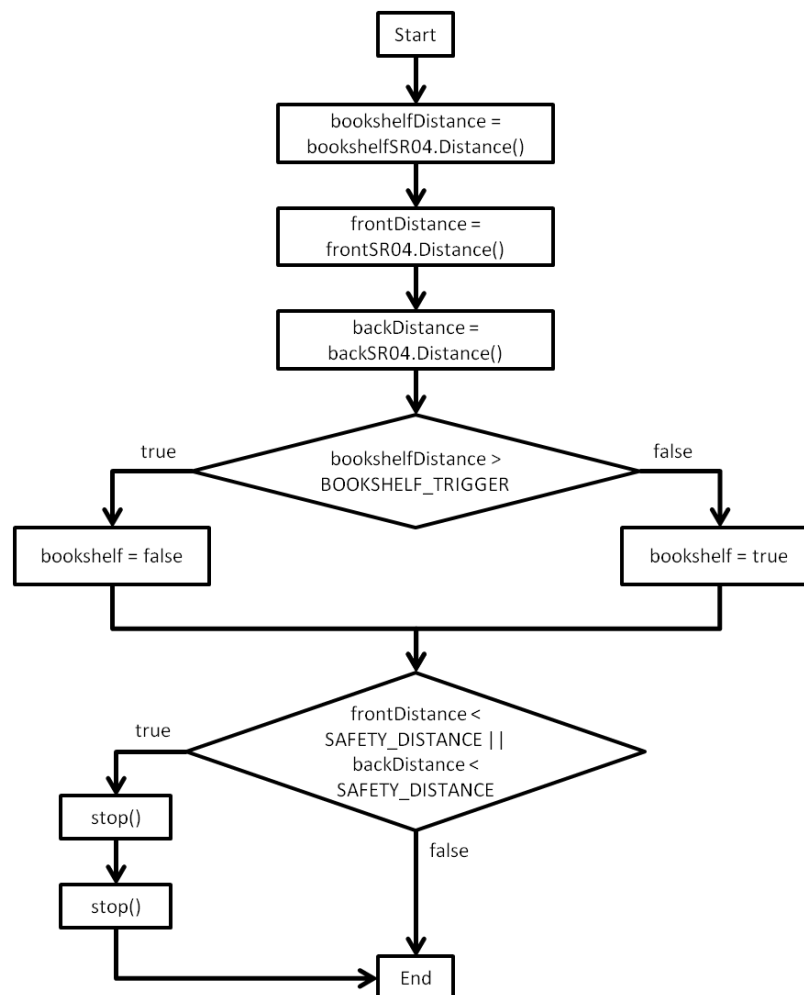 Start
bookshelfDistance =
bookshelfSR04.Distance()
frontDistance =
frontSR04.Distance()
backDistance =
backSR04.Distance()
true
bookshelfDistance >
BOOKSHELF_TRIGGER
false
bookshelf = false
bookshelf = true
true
frontDistance <
SAFETY_DISTANCE ||
backDistance <
SAFETY_DISTANCE
stop()
false
stop()
End